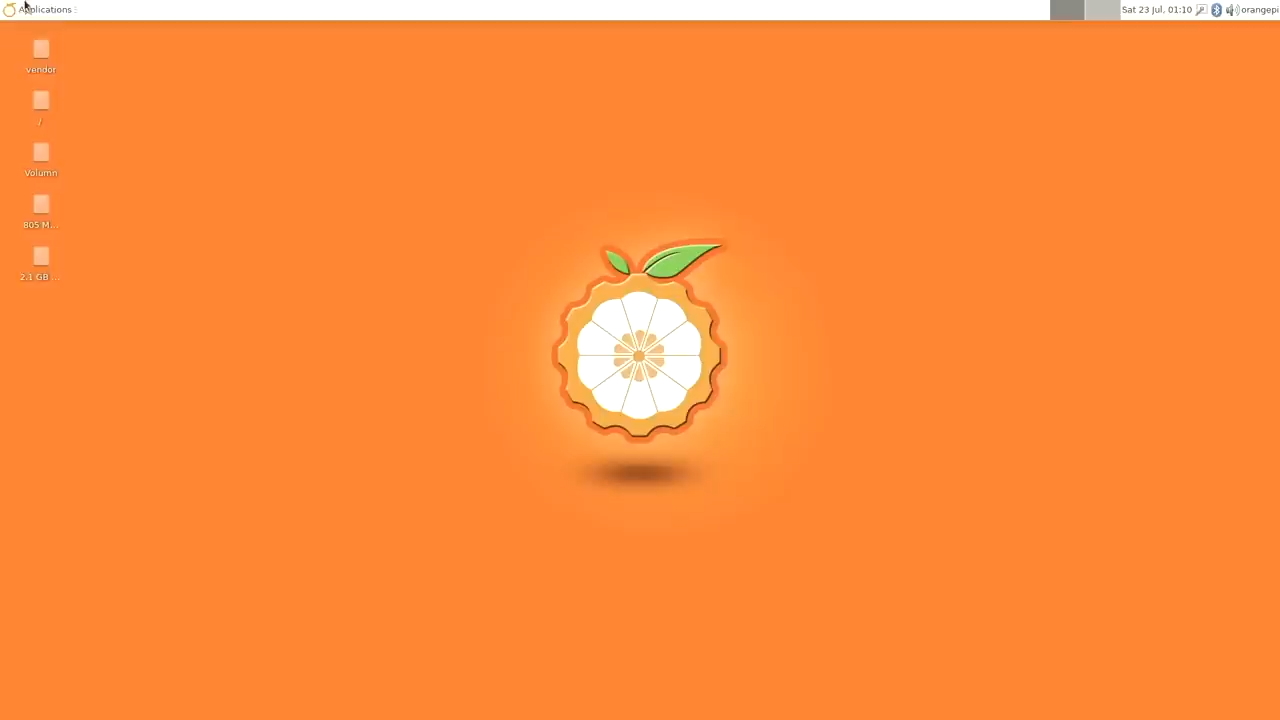 Applications
Sat 23 Jul, 01:10
orangepi
vendor
/
Volumn
805 M...
2.1 GB ...